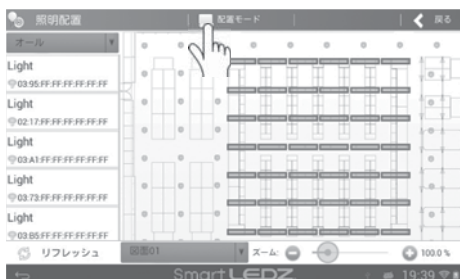 照明配置
配置モード
戻る
オール
Light
03:95:FF:FF:FF:FF:FF:FF
Light
02:17:FF:FF:FF:FF:FF:FF
Light
03:A1:FF:FF:FF:FF:FF:FF
Light
03:73:FF:FF:FF:FF:FF:FF
Light
03:B5:FF:FF:FF:FF:FF:FF
リフレッシュ
図面01
ズーム:
100.0 %
Smart LEDZ
19:39